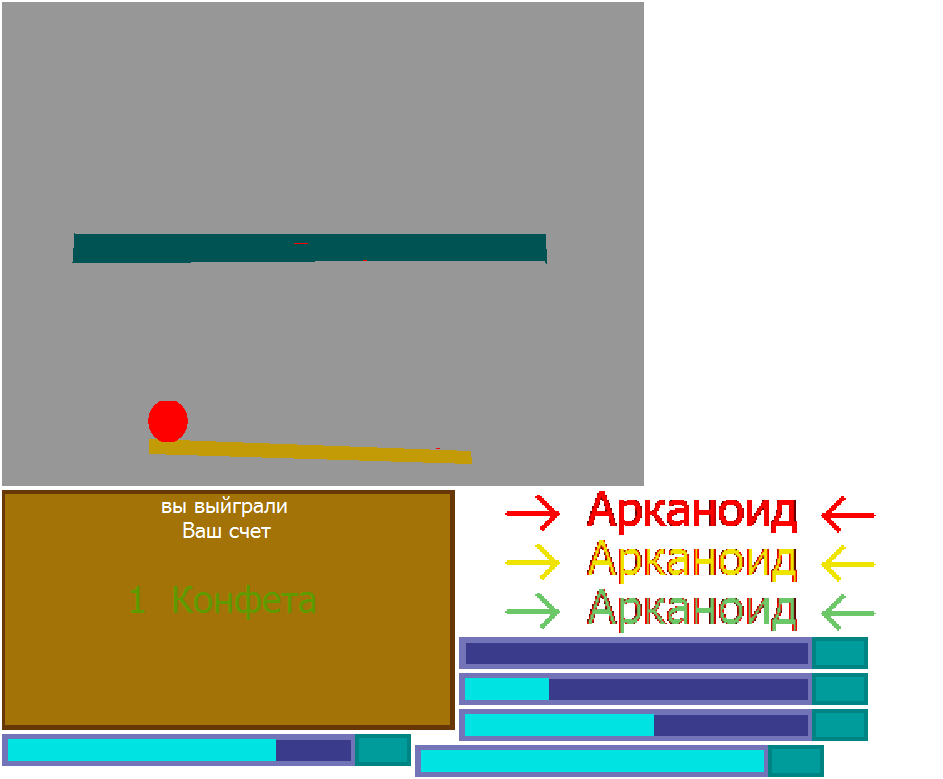 вы выйграли
Ваш счет
1 Конфета
Арканоид
Арканоид
Арканоид